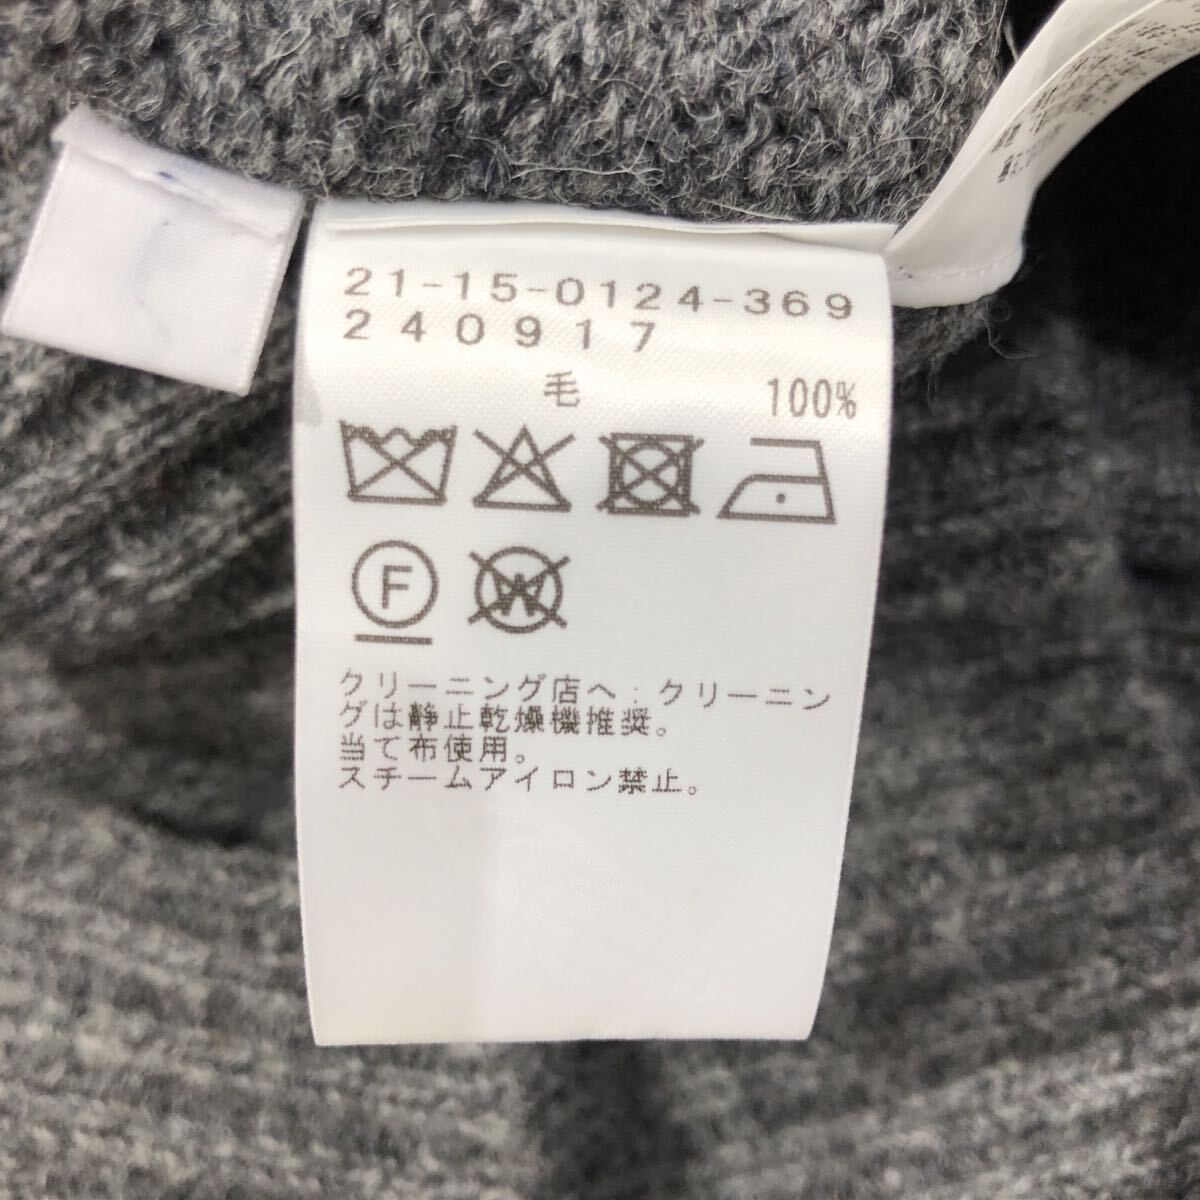 21-15-0124-369
240917
毛 100%
F
W
クリーニング店へ：クリーニン
グは静止乾燥機推奨。
当て布使用。
スチームアイロン禁止。